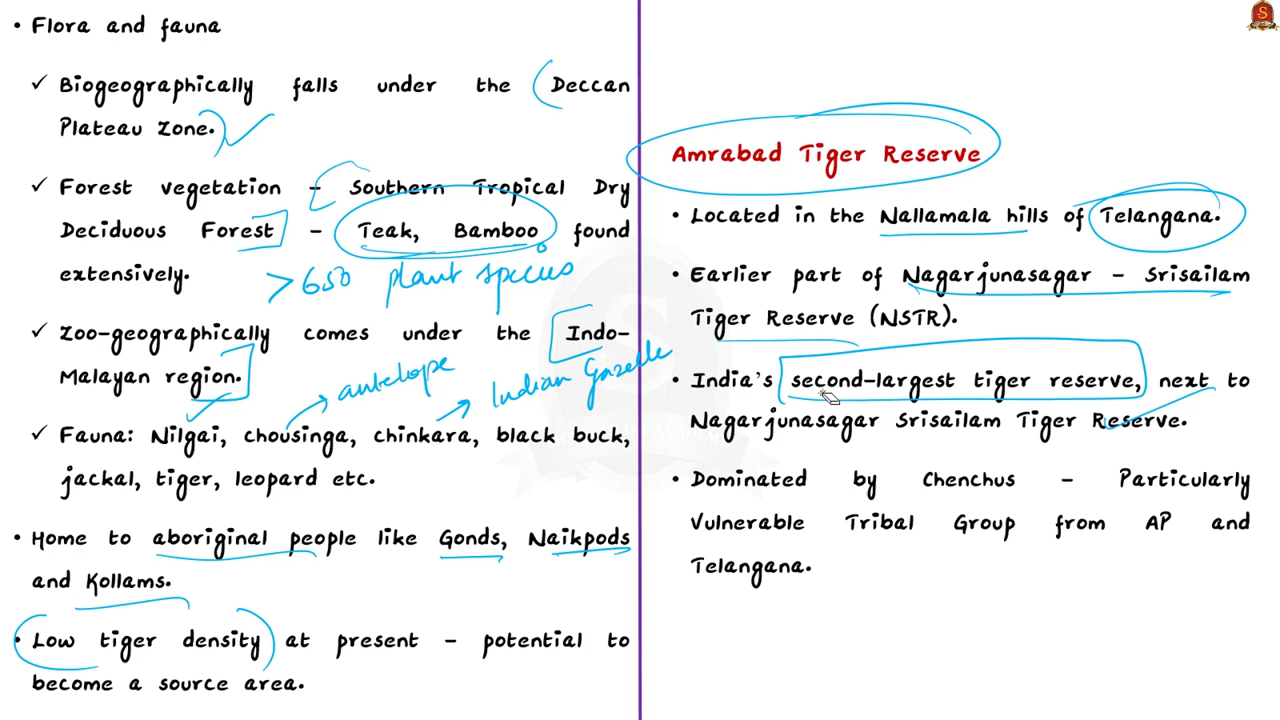 • Flora and fauna
✓ Biogeographically falls under the Deccan
Plateau Zone.
✓ Forest vegetation - Southern Tropical Dry
Deciduous Forest - Teak, Bamboo found
extensively.
> 650 plant species
✓ Zoo-geographically comes under the Indo-
Malayan region.
antelope
Indian Gazelle
✓ Fauna: Nilgai, chousinga, chinkara, black buck,
jackal, tiger, leopard etc.
• Home to aboriginal people like Gonds, Naikpods
and Kollams.
• Low tiger density at present - potential to
become a source area.
Amrabad Tiger Reserve
• Located in the Nallamala hills of Telangana.
• Earlier part of Nagarjunasagar - Srisailam
Tiger Reserve (NSTR).
• India's second-largest tiger reserve, next to
Nagarjunasagar Srisailam Tiger Reserve.
• Dominated by Chenchus - Particularly
Vulnerable Tribal Group from AP and
Telangana.